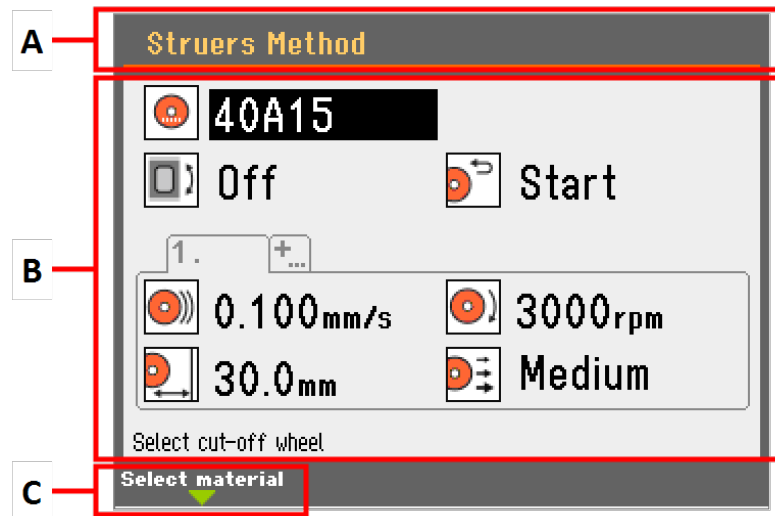 A
Struers Method
40A15
Off
Start
B
1.
+...
0.100mm/s
3000rpm
30.0mm
Medium
Select cut-off wheel
C
Select material